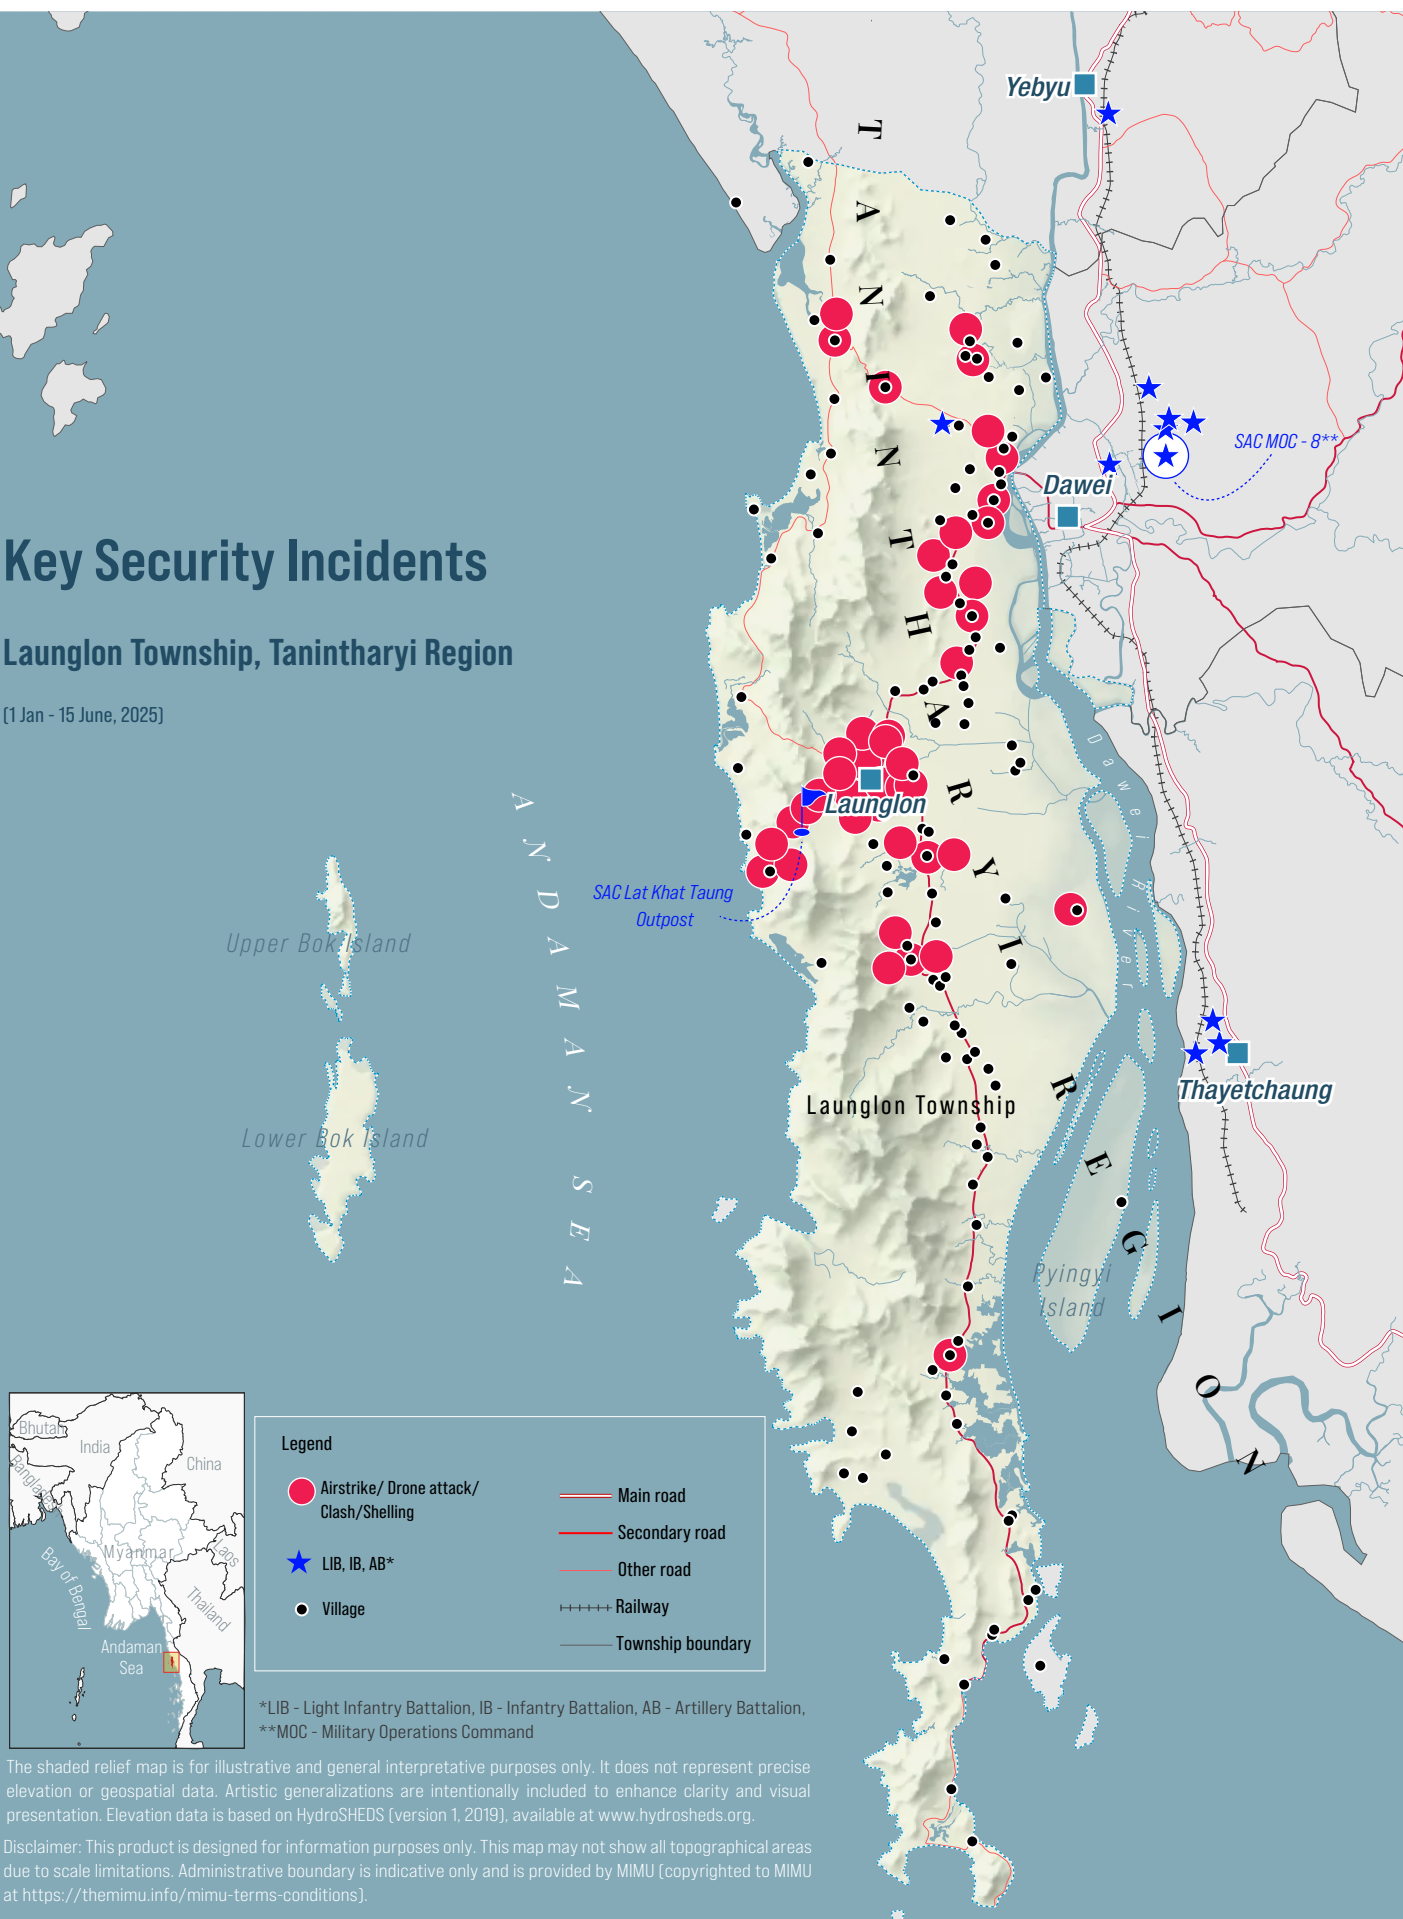 Key Security Incidents
Launglon Township, Tanintharyi Region
(1 Jan - 15 June, 2025)
TANINTHARYI REGION
Yebyu
SAC MOC - 8**
Dawei
Launglon
SAC Lat Khat Taung
Outpost
Dawei River
ANDAMAN SEA
Upper Bok Island
Lower Bok Island
Launglon Township
Thayetchaung
Pyingyi
Island
Bhutan
India
China
Bangladesh
Myanmar
Laos
Bay of Bengal
Thailand
Andaman
Sea
Legend
Airstrike/ Drone attack/
Clash/Shelling
LIB, IB, AB*
Village
Main road
Secondary road
Other road
Railway
Township boundary
*LIB - Light Infantry Battalion, IB - Infantry Battalion, AB - Artillery Battalion,
**MOC - Military Operations Command
The shaded relief map is for illustrative and general interpretative purposes only. It does not represent precise
elevation or geospatial data. Artistic generalizations are intentionally included to enhance clarity and visual
presentation. Elevation data is based on HydroSHEDS (version 1, 2019), available at www.hydrosheds.org.
Disclaimer: This product is designed for information purposes only. This map may not show all topographical areas
due to scale limitations. Administrative boundary is indicative only and is provided by MIMU (copyrighted to MIMU
at https://themimu.info/mimu-terms-conditions).